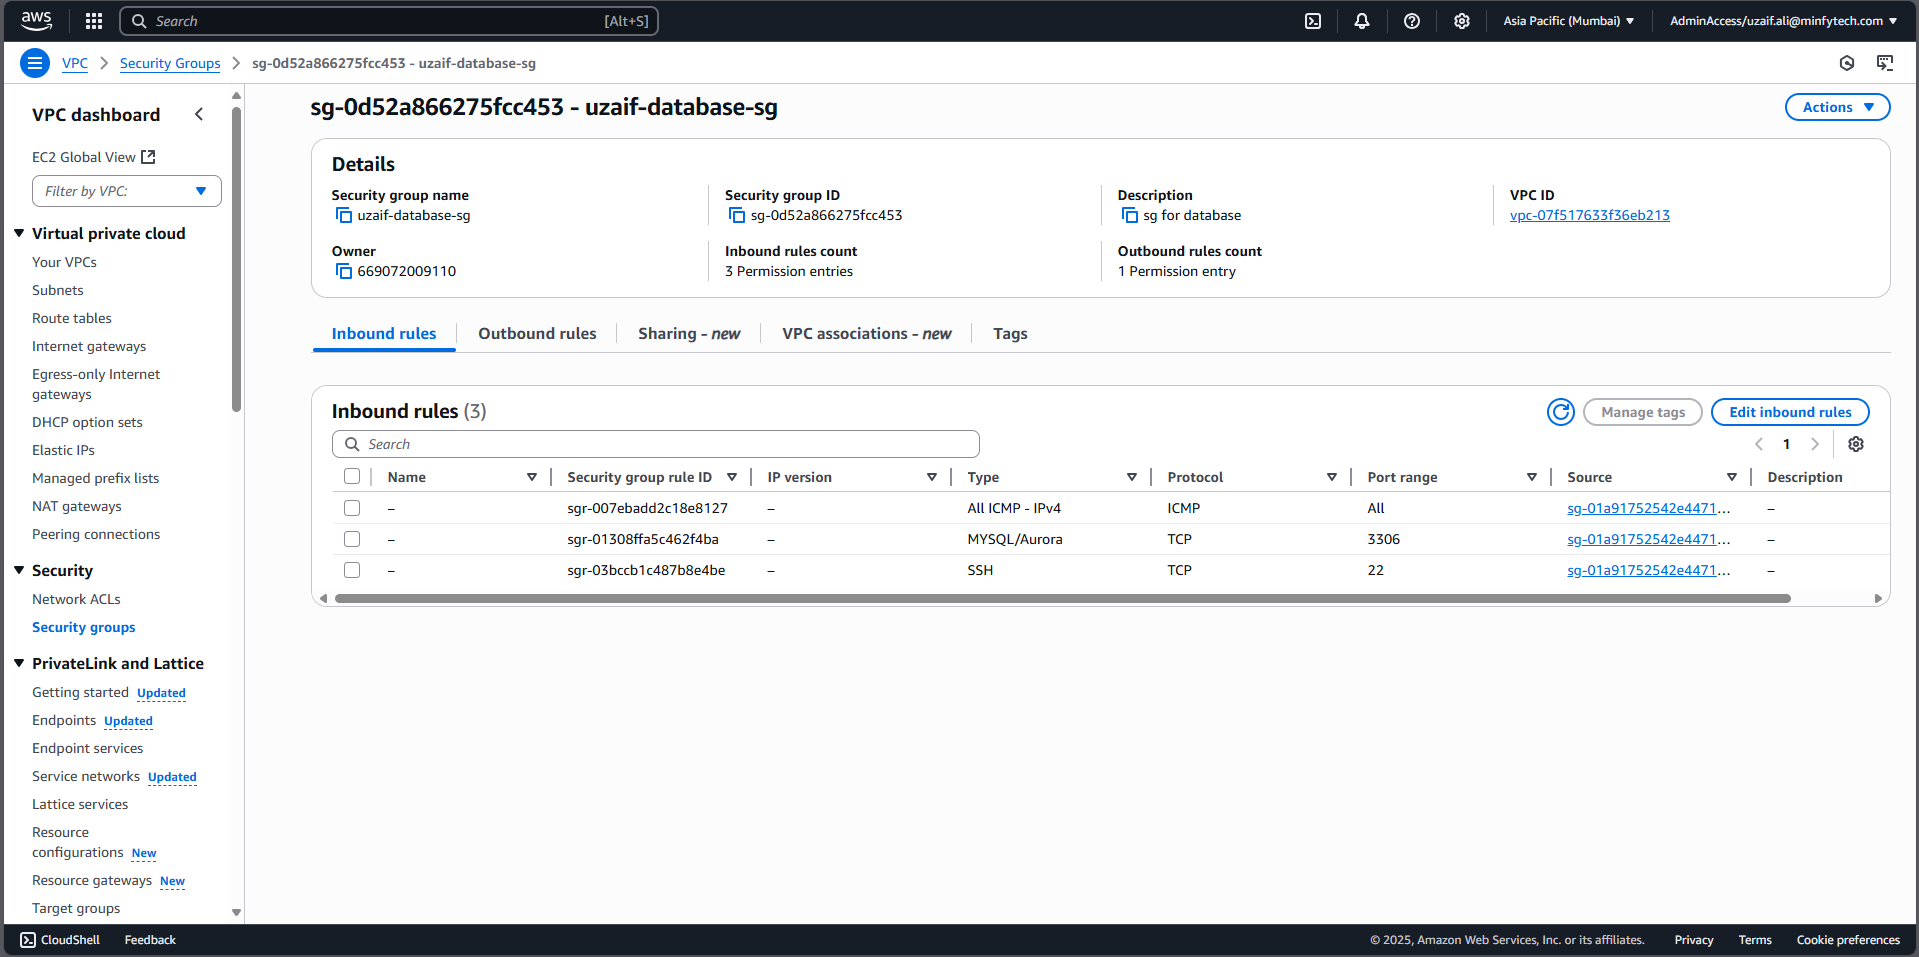 aws
Search [Alt+S]
Asia Pacific (Mumbai)
AdminAccess/uzaif.ali@minfytech.com
VPC
Security Groups
sg-0d52a866275fcc453 - uzaif-database-sg
VPC dashboard
EC2 Global View
Filter by VPC:
Virtual private cloud
Your VPCs
Subnets
Route tables
Internet gateways
Egress-only Internet
gateways
DHCP option sets
Elastic IPs
Managed prefix lists
NAT gateways
Peering connections
Security
Network ACLs
Security groups
PrivateLink and Lattice
Getting started Updated
Endpoints Updated
Endpoint services
Service networks Updated
Lattice services
Resource
configurations New
Resource gateways New
Target groups
sg-0d52a866275fcc453 - uzaif-database-sg
Actions
Details
Security group name
uzaif-database-sg
Security group ID
sg-0d52a866275fcc453
Description
sg for database
VPC ID
vpc-07f517633f36eb213
Owner
669072009110
Inbound rules count
3 Permission entries
Outbound rules count
1 Permission entry
Inbound rules Outbound rules Sharing - new VPC associations - new Tags
Inbound rules (3)
Manage tags
Edit inbound rules
Search
1
Name Security group rule ID IP version Type Protocol Port range Source Description
– sgr-007ebadd2c18e8127 – All ICMP - IPv4 ICMP All sg-01a91752542e4471... –
– sgr-01308ffa5c462f4ba – MYSQL/Aurora TCP 3306 sg-01a91752542e4471... –
– sgr-03bccb1c487b8e4be – SSH TCP 22 sg-01a91752542e4471... –
CloudShell Feedback
© 2025, Amazon Web Services, Inc. or its affiliates. Privacy Terms Cookie preferences